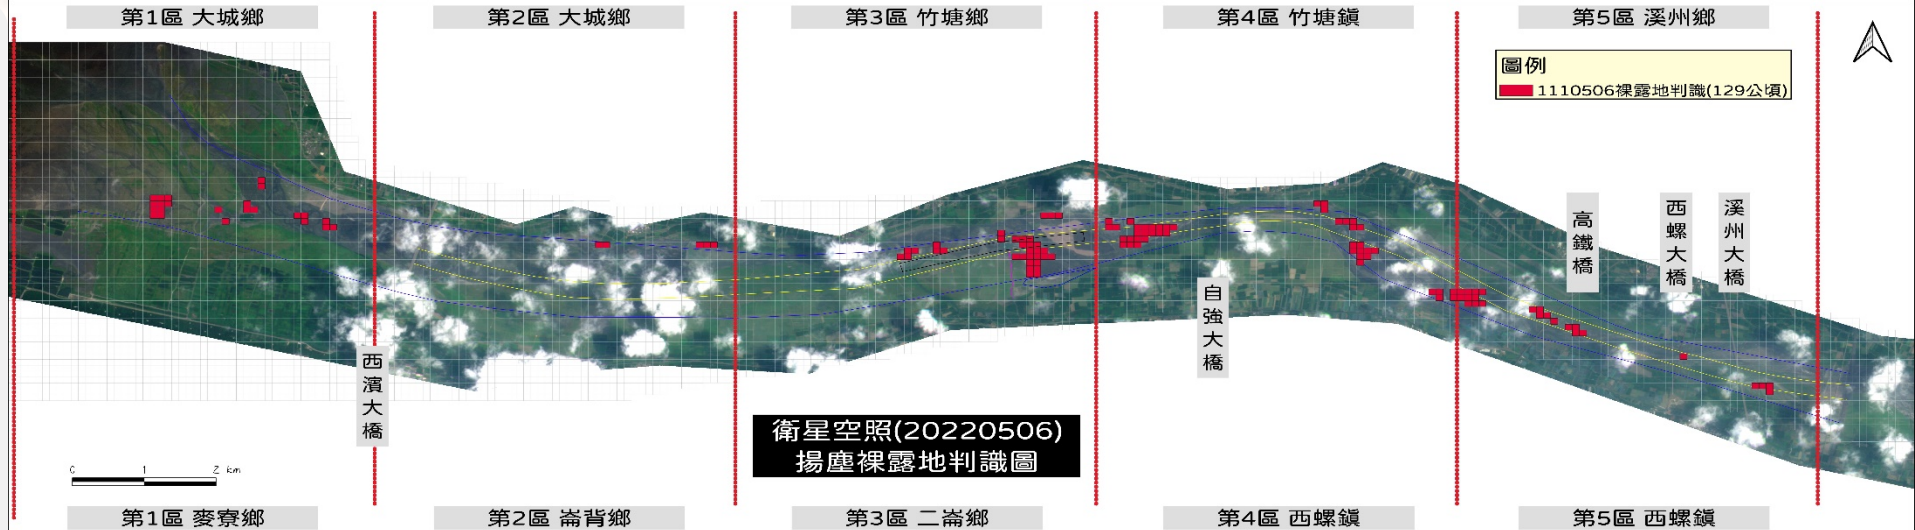 第1區 大城鄉
第2區 大城鄉
第3區 竹塘鄉
第4區 竹塘鎮
第5區 溪州鄉
圖例
1110506裸露地判識(129公頃)
高鐵橋
西螺大橋
溪州大橋
自強大橋
西濱大橋
衛星空照(20220506)
揚塵裸露地判識圖
0 1 2 km
第1區 麥寮鄉
第2區 崙背鄉
第3區 二崙鄉
第4區 西螺鎮
第5區 西螺鎮